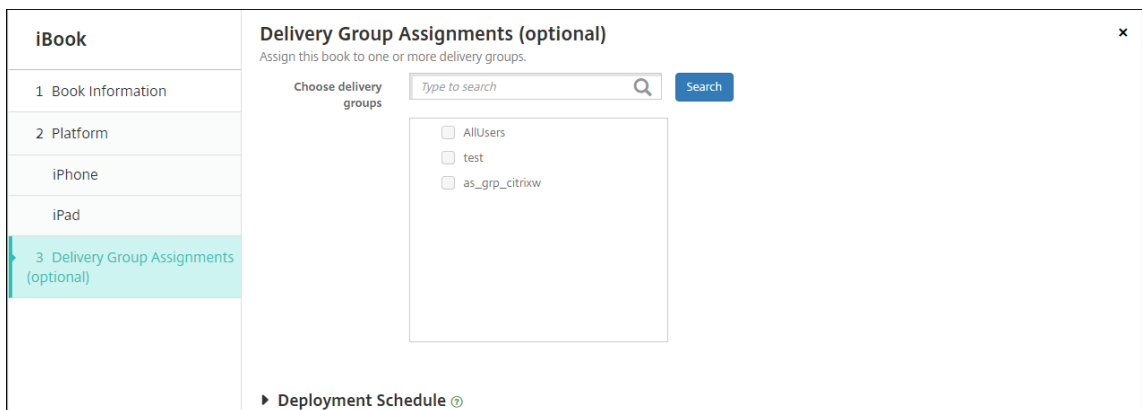 iBook
1 Book Information
2 Platform
iPhone
iPad
3 Delivery Group Assignments
(optional)
Delivery Group Assignments (optional)
Assign this book to one or more delivery groups.
Choose delivery
groups
Type to search
Search
AllUsers
test
as_grp_citrixw
Deployment Schedule